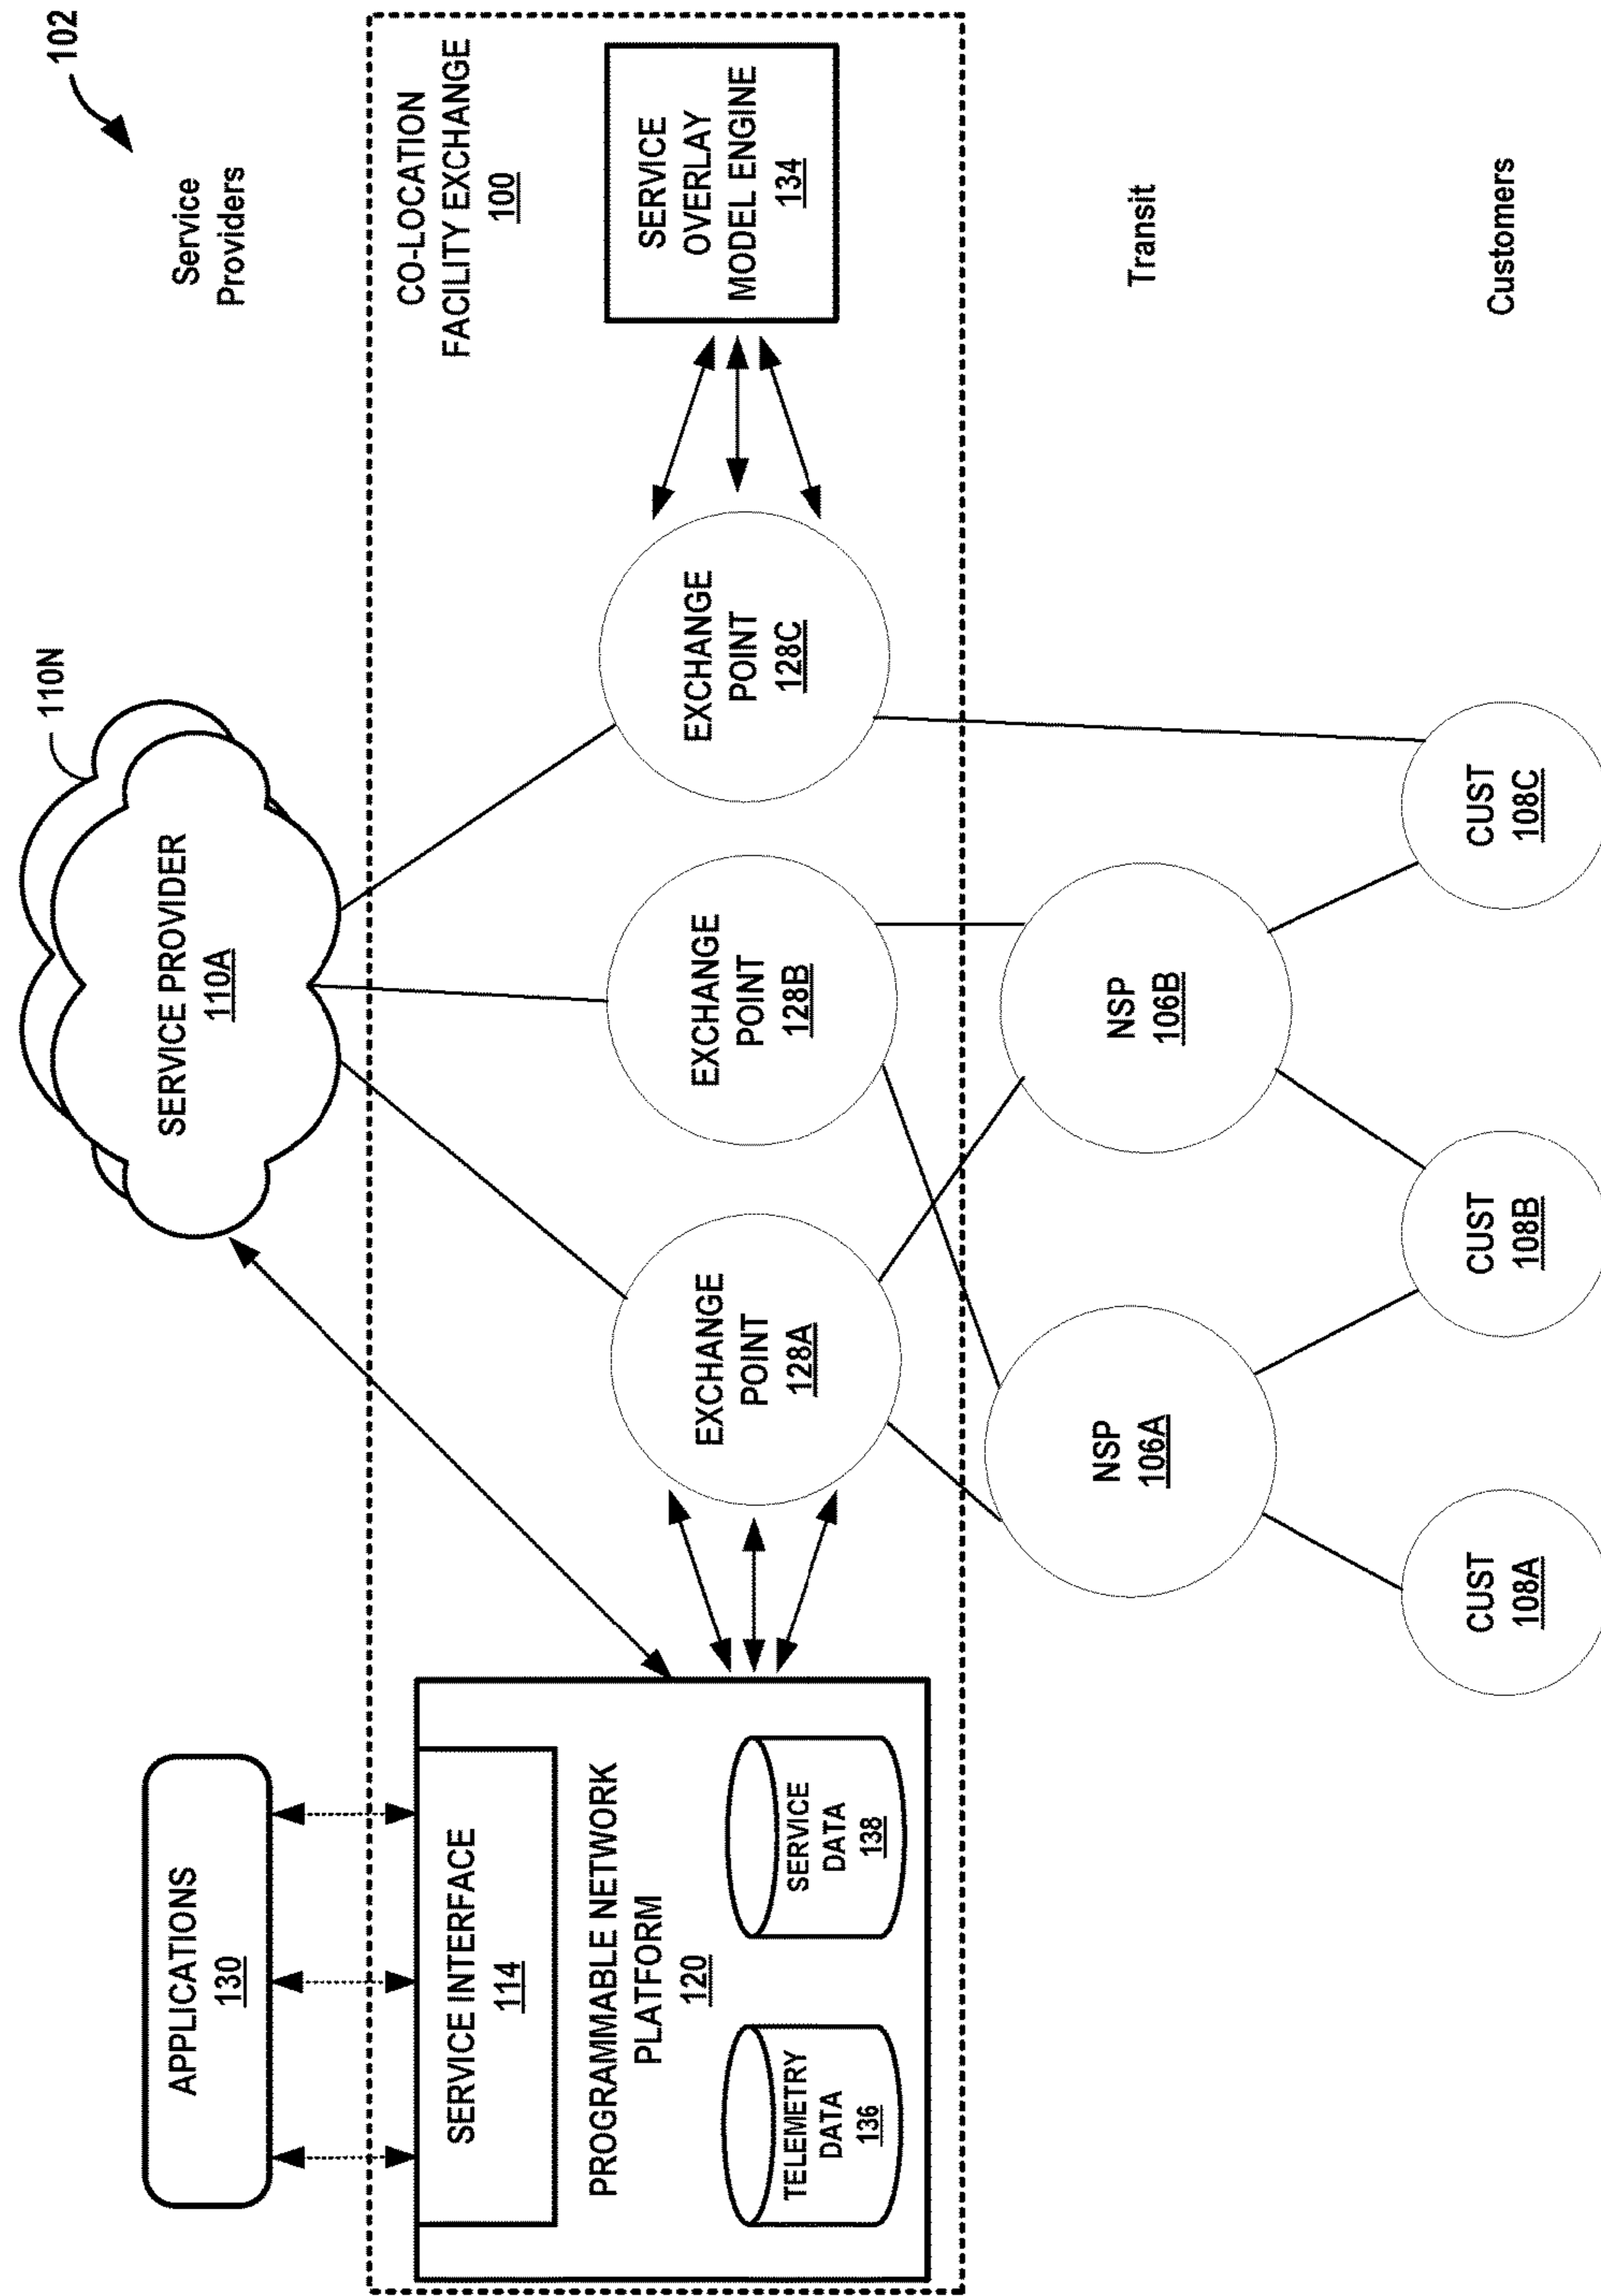 102
Service
Providers
110N
SERVICE PROVIDER
110A
APPLICATIONS
130
CO-LOCATION
FACILITY EXCHANGE
100
SERVICE INTERFACE
114
PROGRAMMABLE NETWORK
PLATFORM
120
TELEMETRY
DATA
136
SERVICE
DATA
138
EXCHANGE
POINT
128A
EXCHANGE
POINT
128B
EXCHANGE
POINT
128C
SERVICE
OVERLAY
MODEL ENGINE
134
NSP
106A
NSP
106B
Transit
CUST
108A
CUST
108B
CUST
108C
Customers